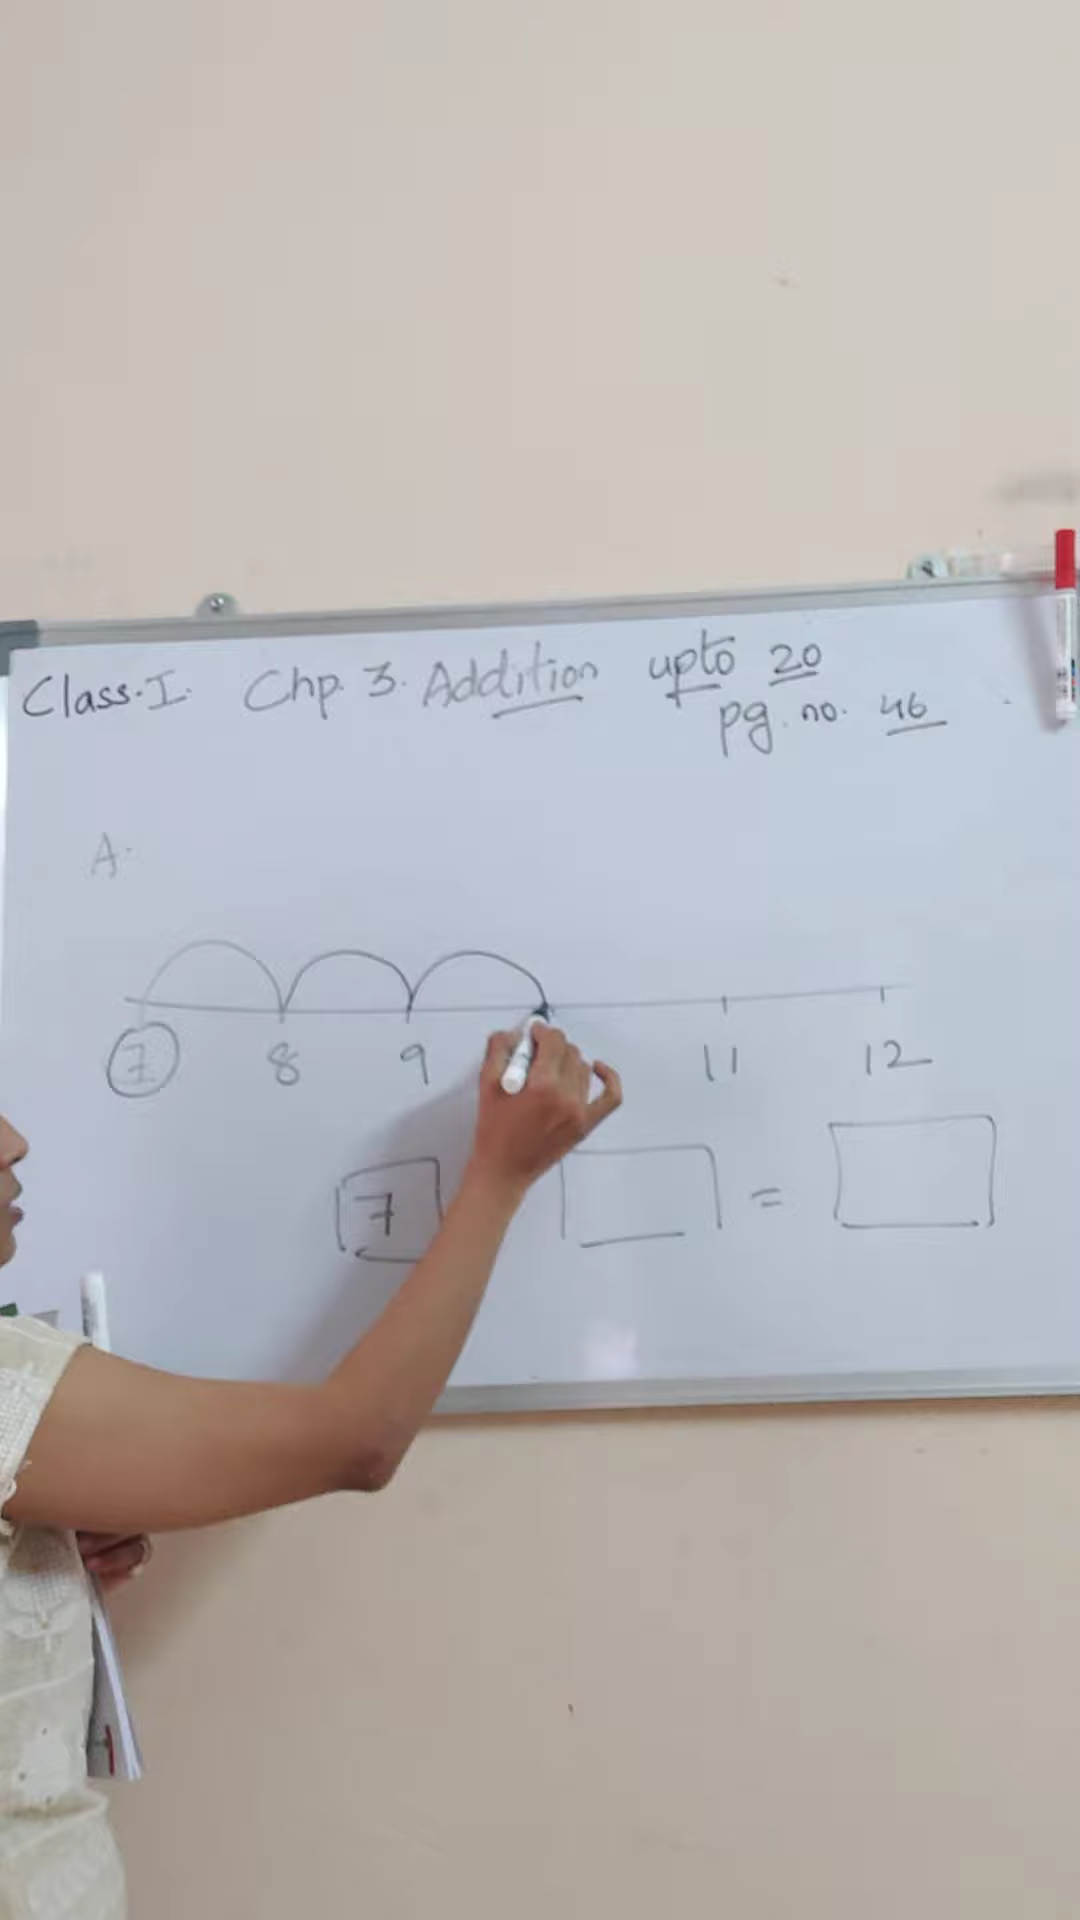 Class.I. Chp. 3. Addition upto 20
pg. no. 46
A.
7 8 9 11 12
7 =